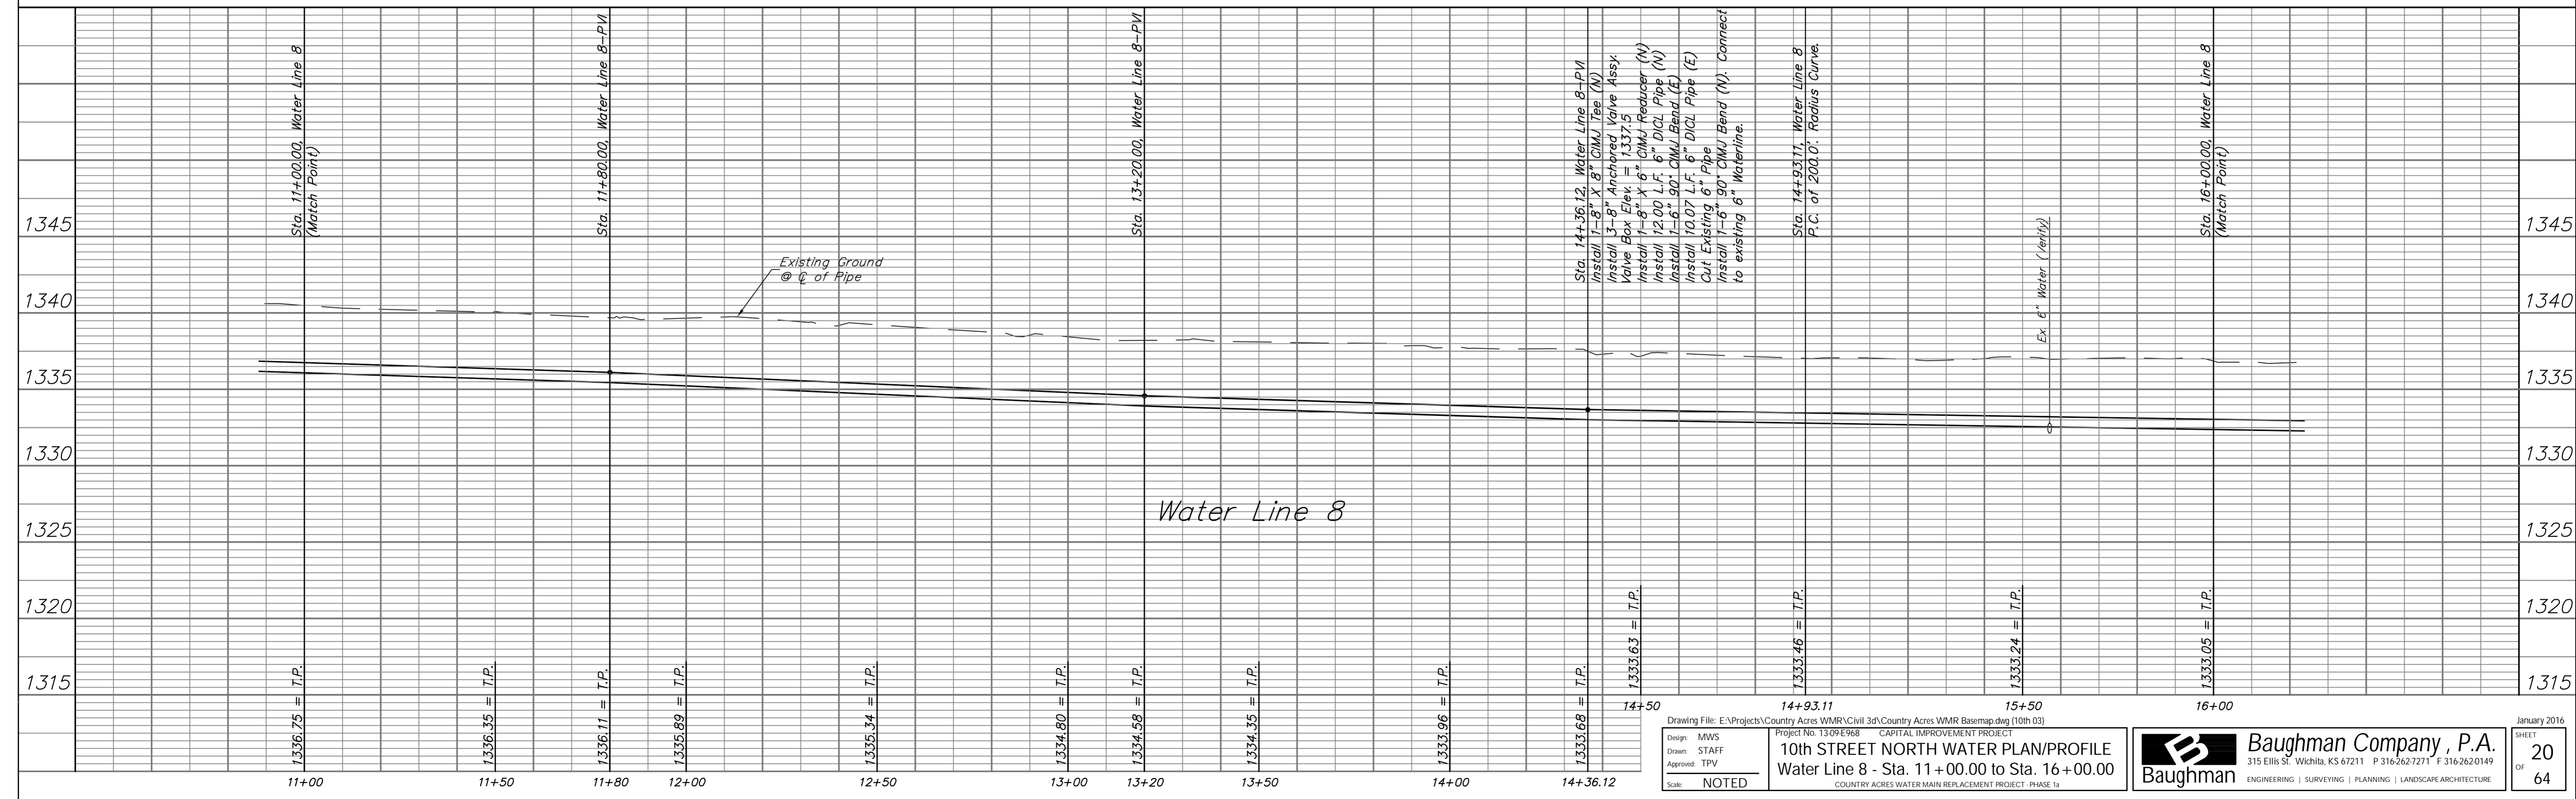 Sta. 11+00.00, Water Line 8
(Match Point)
Sta. 11+80.00, Water Line 8-PVI
Sta. 13+20.00, Water Line 8-PVI
Sta. 14+36.12, Water Line 8-PVI
Install 1-8" X 8" CIMJ Tee (N)
Install 3-8" Anchored Valve Assy.
Valve Box Elev. = 1337.5
Install 1-8" X 6" CIMJ Reducer (N)
Install 12.00 L.F. 6" DICL Pipe (N)
Install 1-6" 90° CIMJ Bend (E)
Install 10.07 L.F. 6" DICL Pipe (E)
Cut Existing 6" Pipe
Install 1-6" 90° CIMJ Bend (N). Connect
to existing 6" Waterline.
Sta. 14+93.11, Water Line 8
P.C. of 200.0'. Radius Curve.
Sta. 16+00.00, Water Line 8
(Match Point)
Ex. 6" Water (verify)
Existing Ground
@ ℄ of Pipe
1345
1340
1335
1330
1325
1320
1315
1345
1340
1335
1330
1325
1320
1315
Water Line 8
1336.75 = T.P.
1336.35 = T.P.
1336.11 = T.P.
1335.89 = T.P.
1335.34 = T.P.
1334.80 = T.P.
1334.58 = T.P.
1334.35 = T.P.
1333.96 = T.P.
1333.68 = T.P.
1333.63 = T.P.
1333.46 = T.P.
1333.24 = T.P.
1333.05 = T.P.
11+00
11+50
11+80
12+00
12+50
13+00
13+20
13+50
14+00
14+36.12
14+50
14+93.11
15+50
16+00
Drawing File: E:\Projects\Country Acres WMR\Civil 3d\Country Acres WMR Basemap.dwg (10th 03)
January 2016
Design: MWS
Drawn: STAFF
Approved: TPV
Scale: NOTED
Project No. 13-09-E968 CAPITAL IMPROVEMENT PROJECT
10th STREET NORTH WATER PLAN/PROFILE
Water Line 8 - Sta. 11+00.00 to Sta. 16+00.00
COUNTRY ACRES WATER MAIN REPLACEMENT PROJECT - PHASE 1a
Baughman
Baughman Company, P.A.
315 Ellis St. Wichita, KS 67211 P 316-262-7271 F 316-262-0149
ENGINEERING | SURVEYING | PLANNING | LANDSCAPE ARCHITECTURE
SHEET
20
OF
64